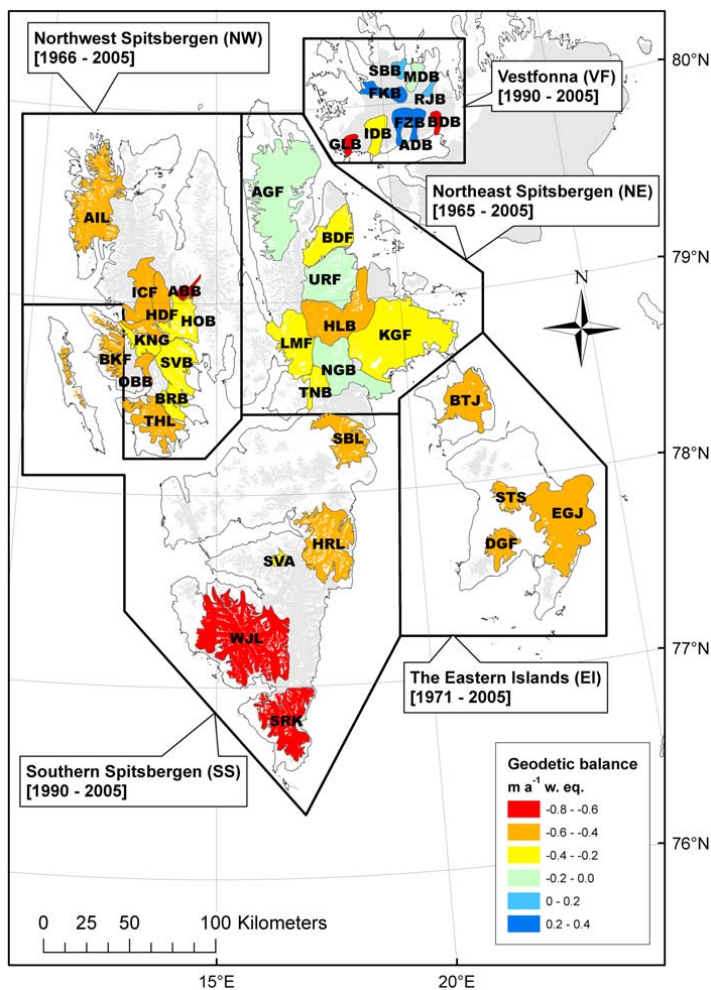 Northwest Spitsbergen (NW)
[1966 - 2005]
80°N
SBB
MDB
FKB
RJB
Vestfonna (VF)
[1990 - 2005]
IDB
FZB
BDB
GLB
ADB
AGF
Northeast Spitsbergen (NE)
[1965 - 2005]
AIL
BDF
79°N
URF
N
ICF
ABB
HDF
HOB
HLB
KNG
LMF
KGF
BKF
SVB
NGB
OBB
BRB
TNB
THL
BTJ
SBL
78°N
STS
EGJ
HRL
DGF
SVA
WJL
77°N
The Eastern Islands (EI)
[1971 - 2005]
SRK
Southern Spitsbergen (SS)
[1990 - 2005]
Geodetic balance
m a⁻¹ w. eq.
-0.8 - -0.6
-0.6 - -0.4
-0.4 - -0.2
-0.2 - 0.0
0 - 0.2
0.2 - 0.4
76°N
0 25 50 100 Kilometers
15°E
20°E